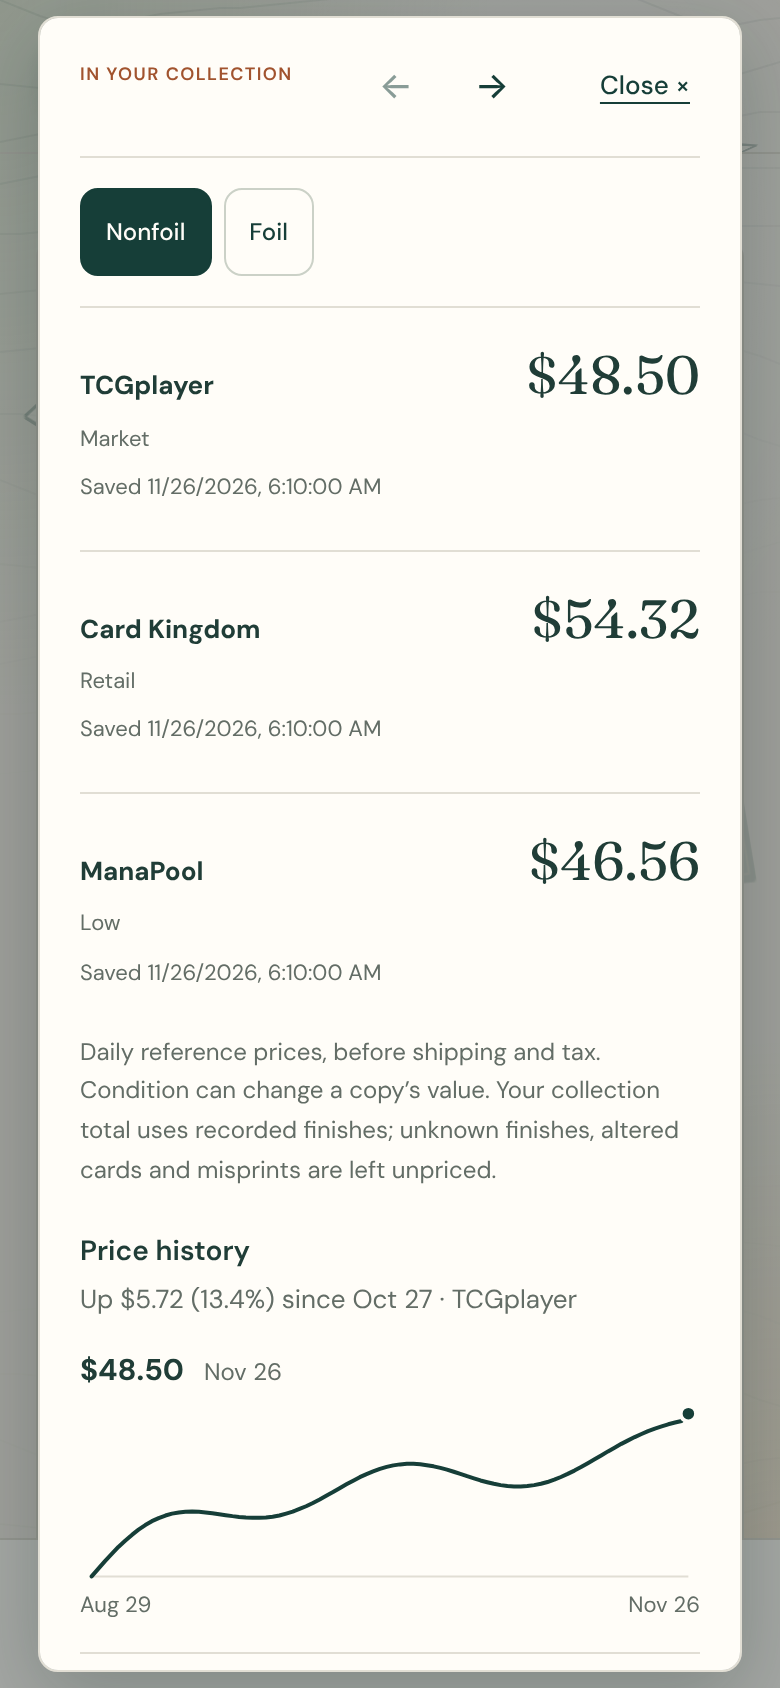 IN YOUR COLLECTION
← → Close ×
Nonfoil Foil
TCGplayer $48.50
Market
Saved 11/26/2026, 6:10:00 AM
Card Kingdom $54.32
Retail
Saved 11/26/2026, 6:10:00 AM
ManaPool $46.56
Low
Saved 11/26/2026, 6:10:00 AM
Daily reference prices, before shipping and tax.
Condition can change a copy’s value. Your collection
total uses recorded finishes; unknown finishes, altered
cards and misprints are left unpriced.
Price history
Up $5.72 (13.4%) since Oct 27 · TCGplayer
$48.50 Nov 26
Aug 29 Nov 26